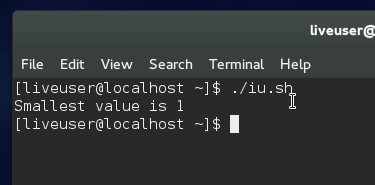 liveuser@
File Edit View Search Terminal Help
[liveuser@localhost ~]$ ./iu.sh
Smallest value is 1
[liveuser@localhost ~]$